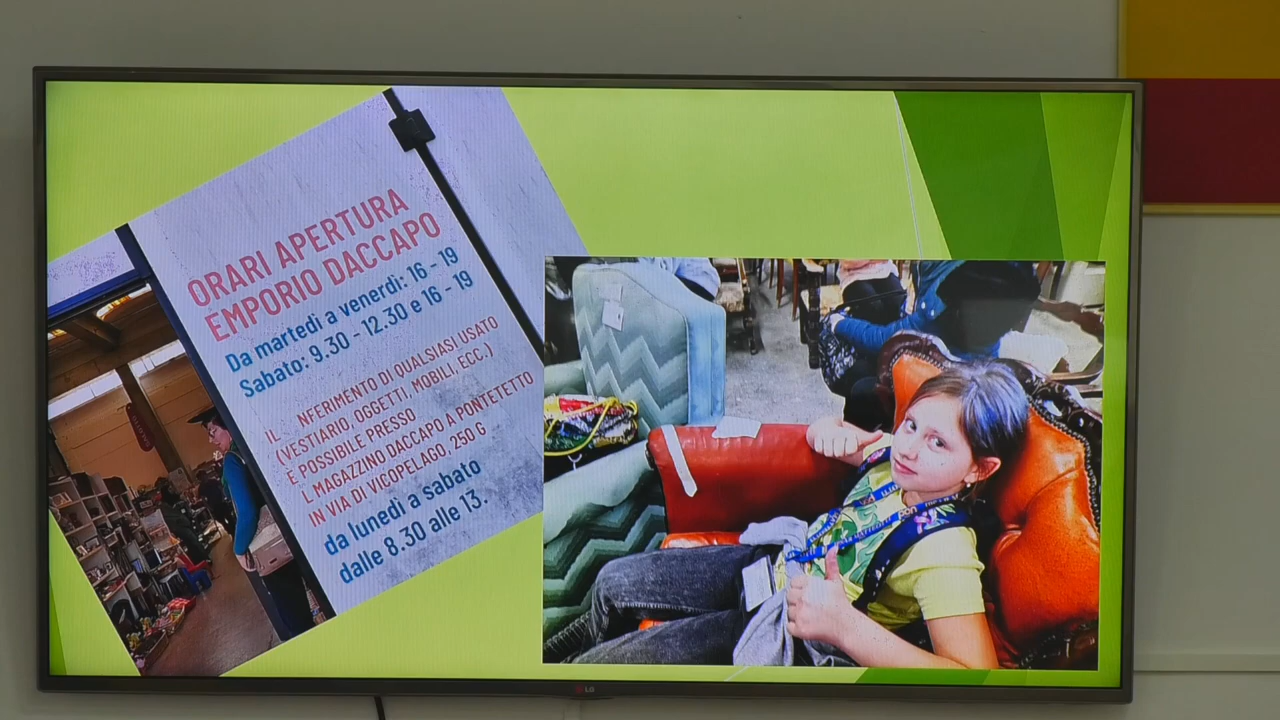 ORARI APERTURA
EMPORIO DACCAPO
Da martedì a venerdì: 16 - 19
Sabato: 9.30 - 12.30 e 16 - 19
IL NFERIMENTO DI QUALSIASI USATO
(VESTIARIO, OGGETTI, MOBILI, ECC.)
E POSSIBILE PRESSO
L MAGAZZINO DACCAPO A PONTETETTO
IN VIA DI VICOPELAGO, 250 G
da lunedì a sabato
dalle 8.30 alle 13.
LG